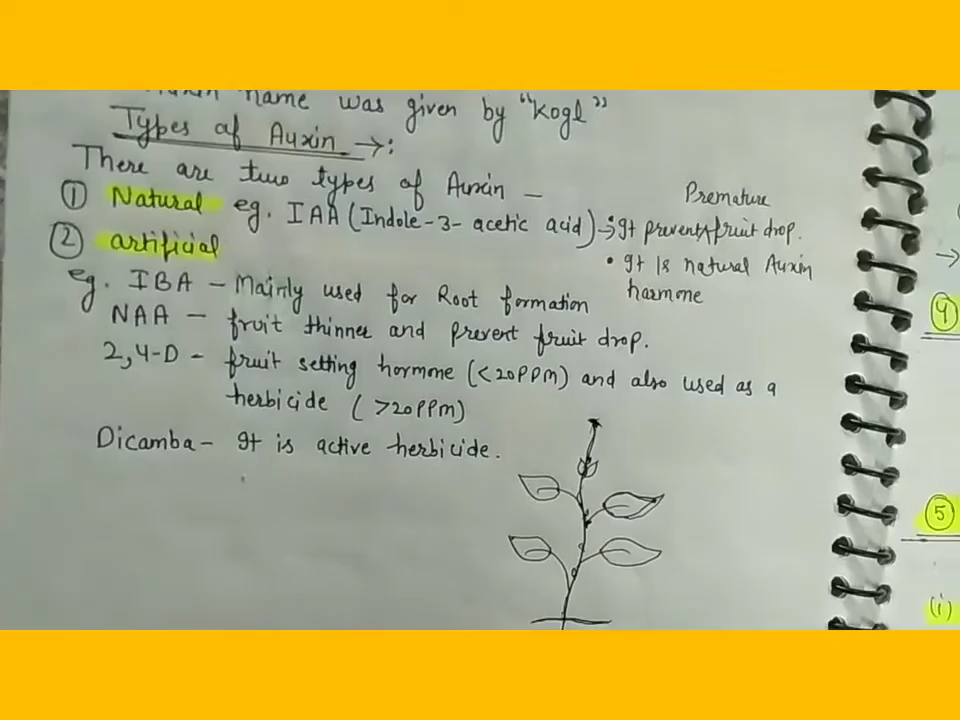 Auxin name was given by "Kogl"
Types of Auxin →:
There are two types of Auxin –
① Natural eg. IAA (Indole-3-acetic acid) → It prevent premature fruit drop.
• It is natural Auxin
harmone
② artificial
eg. IBA – Mainly used for Root formation
NAA – fruit thinner and prevent fruit drop.
2,4-D – fruit setting hormone (<20PPM) and also used as a
herbicide (>20PPM)
Dicamba – It is active herbicide.
→
④
⑤
(i)